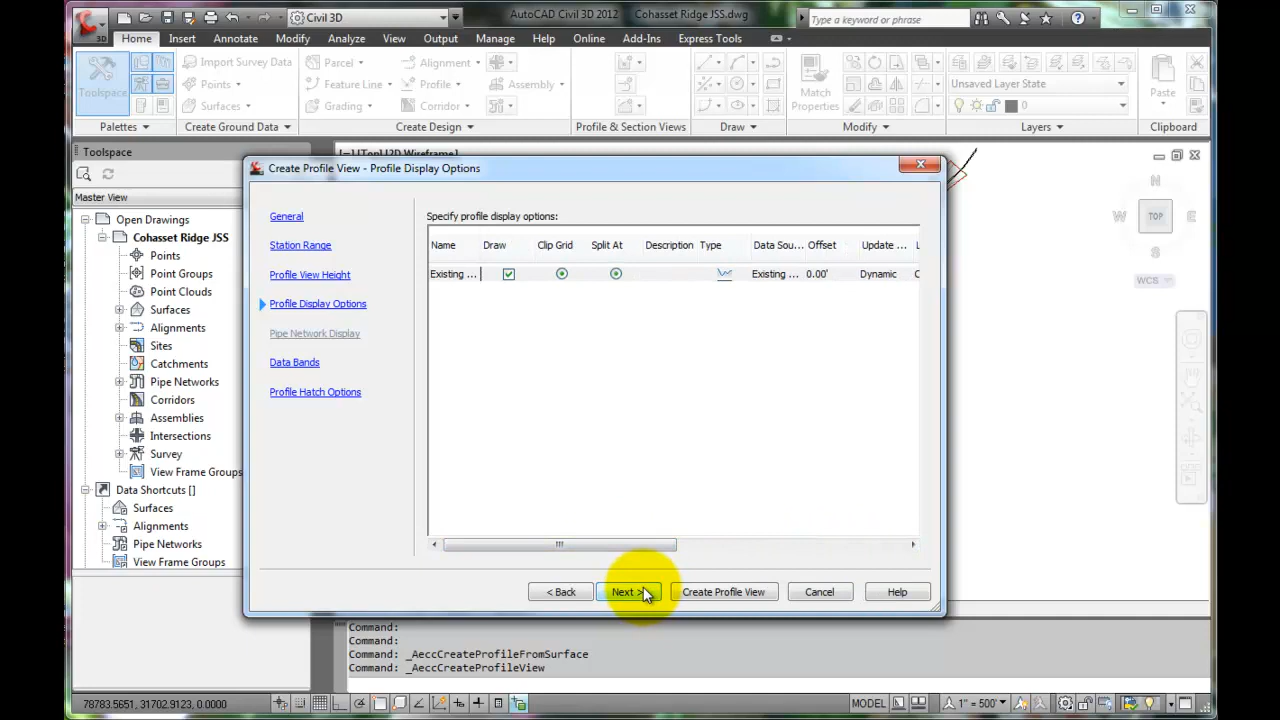 Civil 3D
AutoCAD Civil 3D 2012 Cohasset Ridge JSS.dwg
Type a keyword or phrase
3D
Home Insert Annotate Modify Analyze View Output Manage Help Online Add-Ins Express Tools
Toolspace
Import Survey Data
Points
Surfaces
Parcel
Feature Line
Grading
Alignment
Profile
Corridor
Assembly
Match
Properties
Unsaved Layer State
0
Paste
Palettes Create Ground Data Create Design Profile & Section Views Draw Modify Layers Clipboard
Toolspace
Master View
Open Drawings
Cohasset Ridge JSS
Points
Point Groups
Point Clouds
Surfaces
Alignments
Sites
Catchments
Pipe Networks
Corridors
Assemblies
Intersections
Survey
View Frame Groups
Data Shortcuts []
Surfaces
Alignments
Pipe Networks
View Frame Groups
[−] [Top] [2D Wireframe]
N
W TOP E
S
WCS
Create Profile View - Profile Display Options
General
Station Range
Profile View Height
Profile Display Options
Pipe Network Display
Data Bands
Profile Hatch Options
Specify profile display options:
Name Draw Clip Grid Split At Description Type Data Sou... Offset Update ... L
Existing ... Existing ... 0.00' Dynamic C
< Back Next > Create Profile View Cancel Help
Command:
Command:
Command: _AeccCreateProfileFromSurface
Command: _AeccCreateProfileView
78783.5651, 31702.9123, 0.0000
MODEL 1" = 500'